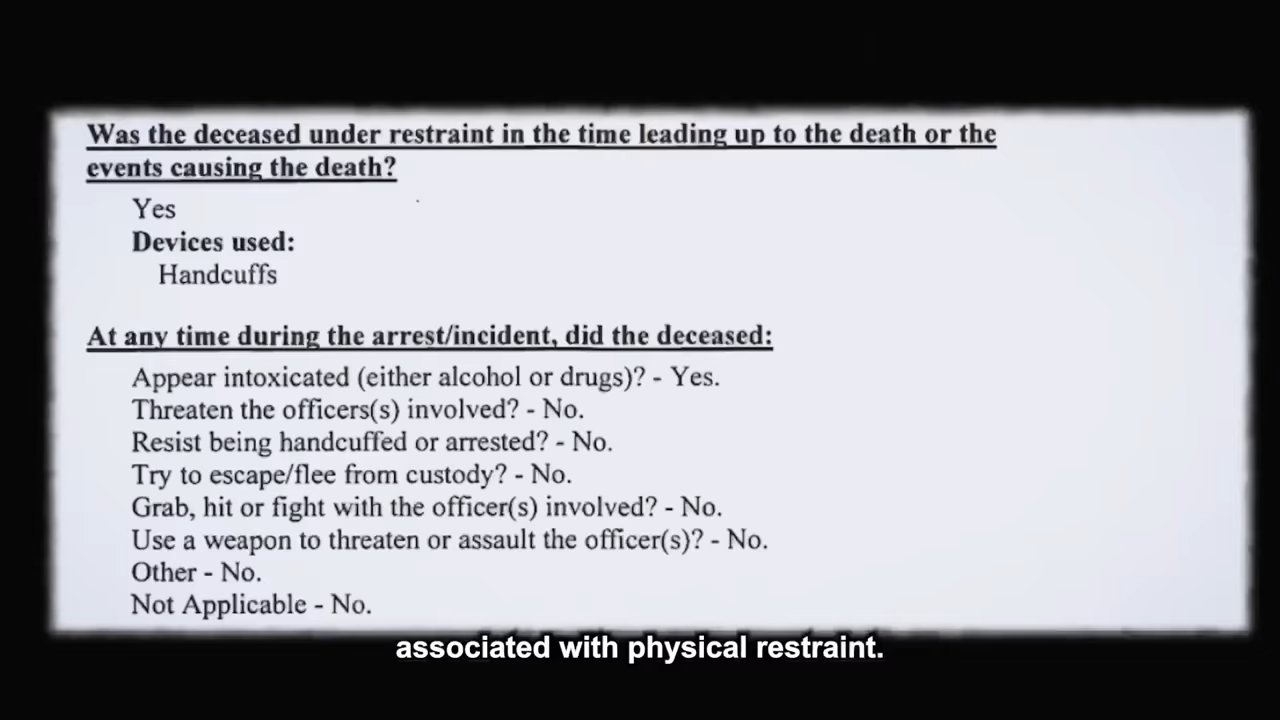 Was the deceased under restraint in the time leading up to the death or the
events causing the death?
Yes
Devices used:
Handcuffs
At any time during the arrest/incident, did the deceased:
Appear intoxicated (either alcohol or drugs)? - Yes.
Threaten the officers(s) involved? - No.
Resist being handcuffed or arrested? - No.
Try to escape/flee from custody? - No.
Grab, hit or fight with the officer(s) involved? - No.
Use a weapon to threaten or assault the officer(s)? - No.
Other - No.
Not Applicable - No.
associated with physical restraint.